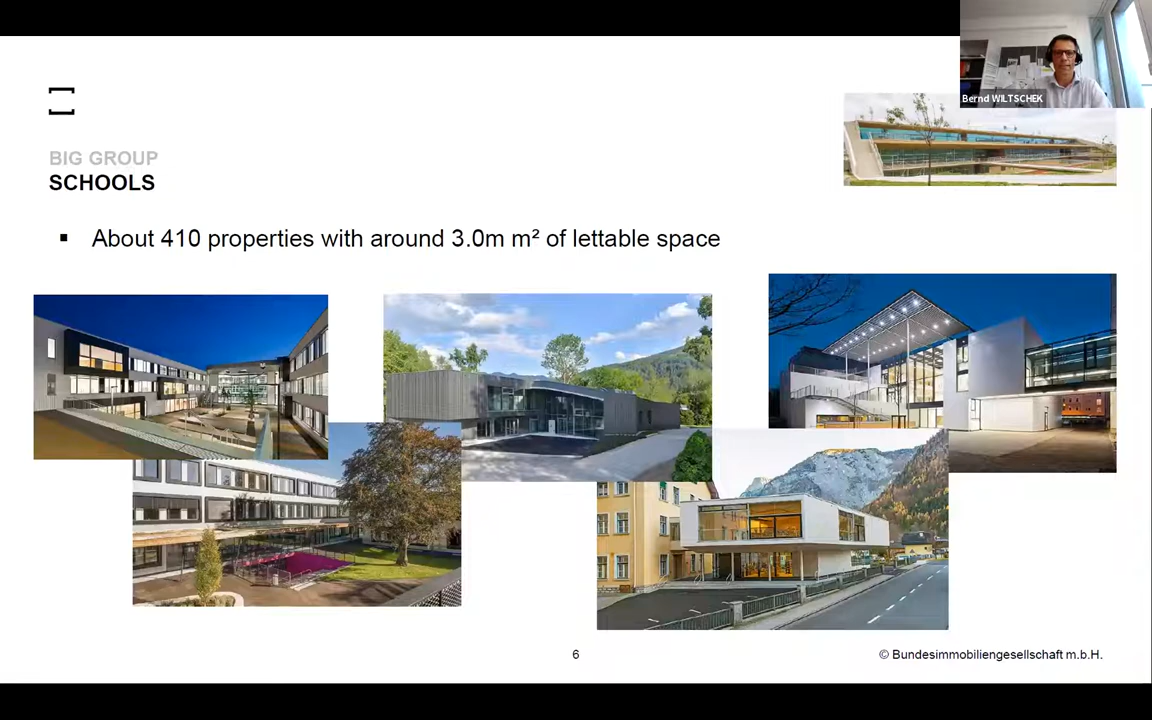 Bernd WILTSCHEK
BIG GROUP
SCHOOLS
▪ About 410 properties with around 3.0m m² of lettable space
6
© Bundesimmobiliengesellschaft m.b.H.